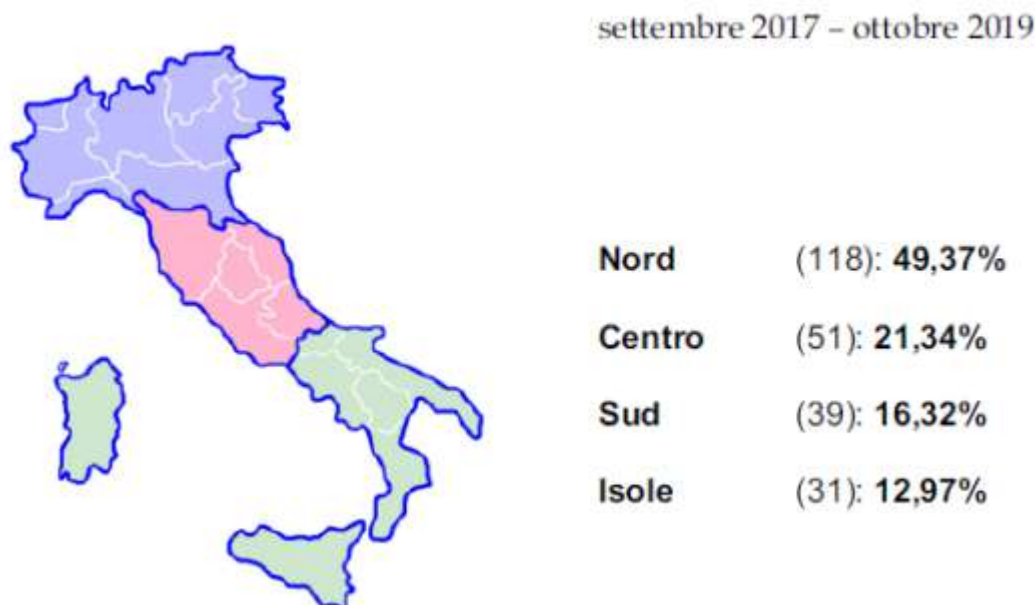 settembre 2017 – ottobre 2019
Nord (118): 49,37%
Centro (51): 21,34%
Sud (39): 16,32%
Isole (31): 12,97%